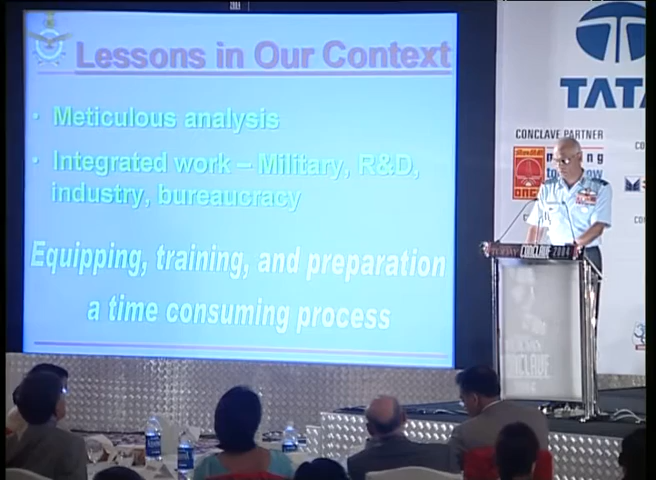 Lessons in Our Context
• Meticulous analysis
• Integrated work – Military, R&D,
industry, bureaucracy
Equipping, training, and preparation
a time consuming process
TATA
CONCLAVE PARTNER
ONGC
CONCLAVE